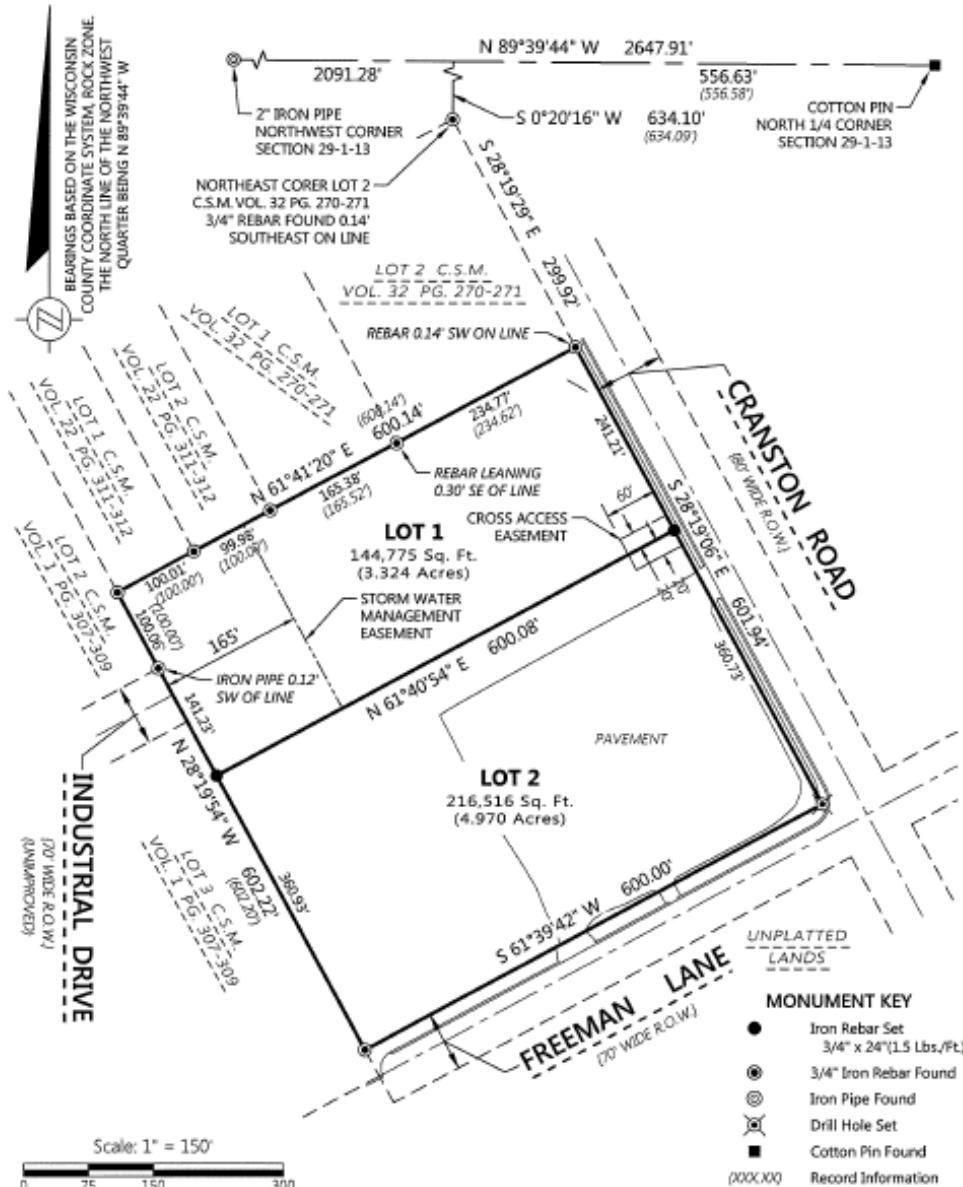 BEARINGS BASED ON THE WISCONSIN
COUNTY COORDINATE SYSTEM, ROCK ZONE.
THE NORTH LINE OF THE NORTHWEST
QUARTER BEING N 89°39'44" W
N 89°39'44" W 2647.91'
2091.28'
556.63'
(556.58')
2" IRON PIPE
NORTHWEST CORNER
SECTION 29-1-13
S 0°20'16" W 634.10'
(634.09')
COTTON PIN
NORTH 1/4 CORNER
SECTION 29-1-13
NORTHEAST CORER LOT 2
C.S.M. VOL. 32 PG. 270-271
3/4" REBAR FOUND 0.14'
SOUTHEAST ON LINE
S 28°19'29" E 299.92'
LOT 2 C.S.M.
VOL. 32 PG. 270-271
REBAR 0.14' SW ON LINE
LOT 1 C.S.M.
VOL. 32 PG. 270-271
LOT 2 C.S.M.
VOL. 22 PG. 311-312
LOT 1 C.S.M.
VOL. 22 PG. 311-312
LOT 2 C.S.M.
VOL. 1 PG. 307-309
(600.14')
N 61°41'20" E 600.14'
234.77'
(234.62')
165.38'
(165.52')
99.98'
(100.00')
100.01'
(100.00')
REBAR LEANING
0.30' SE OF LINE
CRANSTON ROAD
(80' WIDE R.O.W.)
241.21'
S 28°19'06" E 601.94'
360.73'
60'
CROSS ACCESS
EASEMENT
20'
20'
LOT 1
144,775 Sq. Ft.
(3.324 Acres)
STORM WATER
MANAGEMENT
EASEMENT
100.06'
(100.00')
165'
IRON PIPE 0.12'
SW OF LINE
141.23'
N 61°40'54" E 600.08'
PAVEMENT
LOT 2
216,516 Sq. Ft.
(4.970 Acres)
INDUSTRIAL DRIVE
(70' WIDE R.O.W.)
(UNIMPROVED)
N 28°19'54" W 602.22'
(602.20')
360.93'
LOT 3 C.S.M.
VOL. 1 PG. 307-309
S 61°39'42" W 600.00'
FREEMAN LANE
(70' WIDE R.O.W.)
UNPLATTED
LANDS
MONUMENT KEY
Iron Rebar Set
3/4" x 24"(1.5 Lbs./Ft.)
3/4" Iron Rebar Found
Iron Pipe Found
Drill Hole Set
Cotton Pin Found
(XXX.XX) Record Information
Scale: 1" = 150'
0 75 150 300